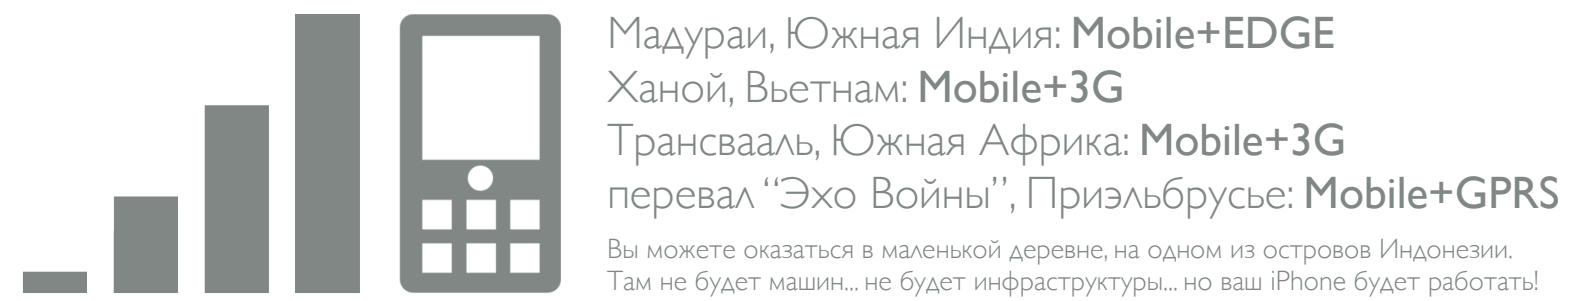 Мадураи, Южная Индия: Mobile+EDGE
Ханой, Вьетнам: Mobile+3G
Трансвааль, Южная Африка: Mobile+3G
перевал “Эхо Войны”, Приэльбрусье: Mobile+GPRS
Вы можете оказаться в маленькой деревне, на одном из островов Индонезии.
Там не будет машин... не будет инфраструктуры... но ваш iPhone будет работать!